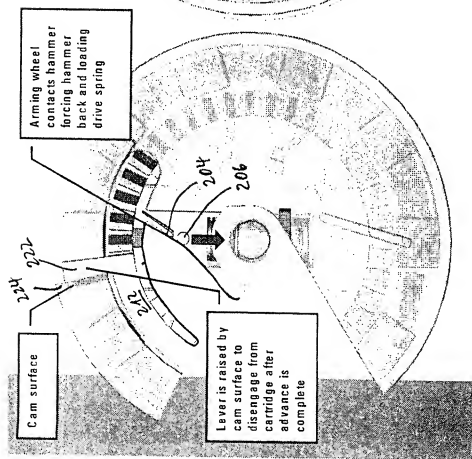 Cam surface
224
222
Arming wheel
contacts hammer
forcing hammer
back and loading
drive spring
212
204
206
Lever is raised by
cam surface to
disengage from
cartridge after
advance is
complete